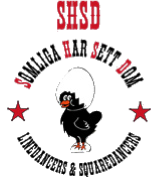 SHSD
SOMLIGA HAR SETT DOM
LINEDANCERS & SQUAREDANCERS